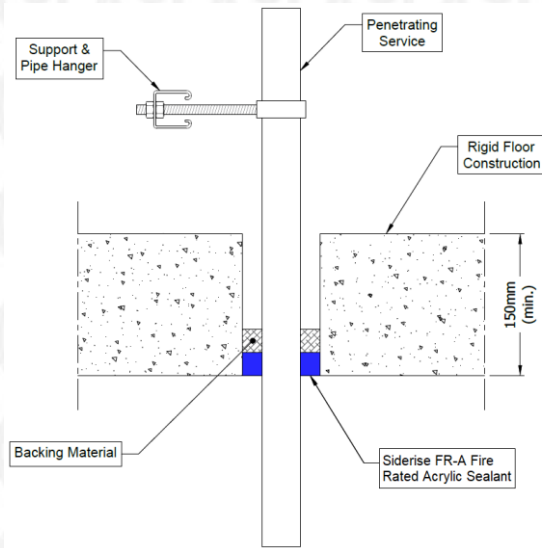 Support &
Pipe Hanger
Penetrating
Service
Rigid Floor
Construction
150mm
(min.)
Backing Material
Siderise FR-A Fire
Rated Acrylic Sealant